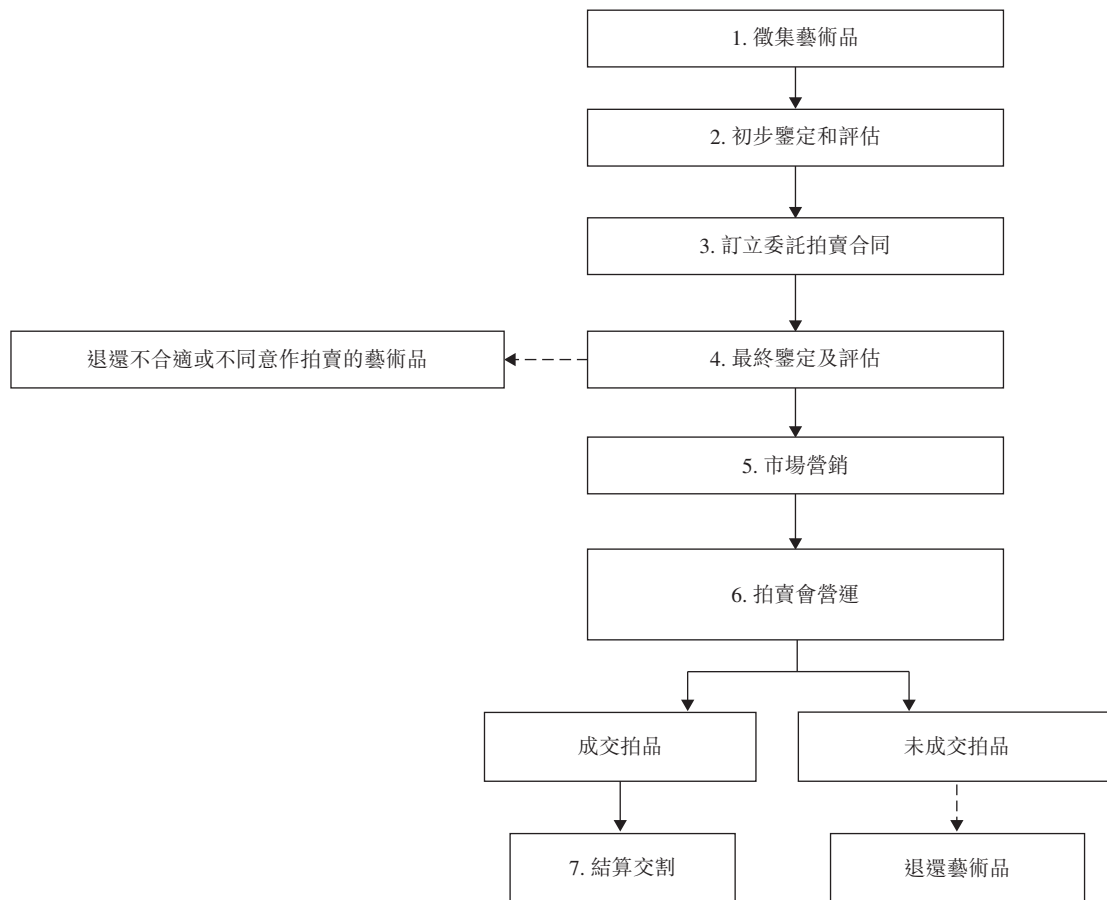 1. 徵集藝術品
2. 初步鑒定和評估
3. 訂立委託拍賣合同
退還不合適或不同意作拍賣的藝術品
4. 最終鑒定及評估
5. 市場營銷
6. 拍賣會營運
成交拍品
未成交拍品
7. 結算交割
退還藝術品